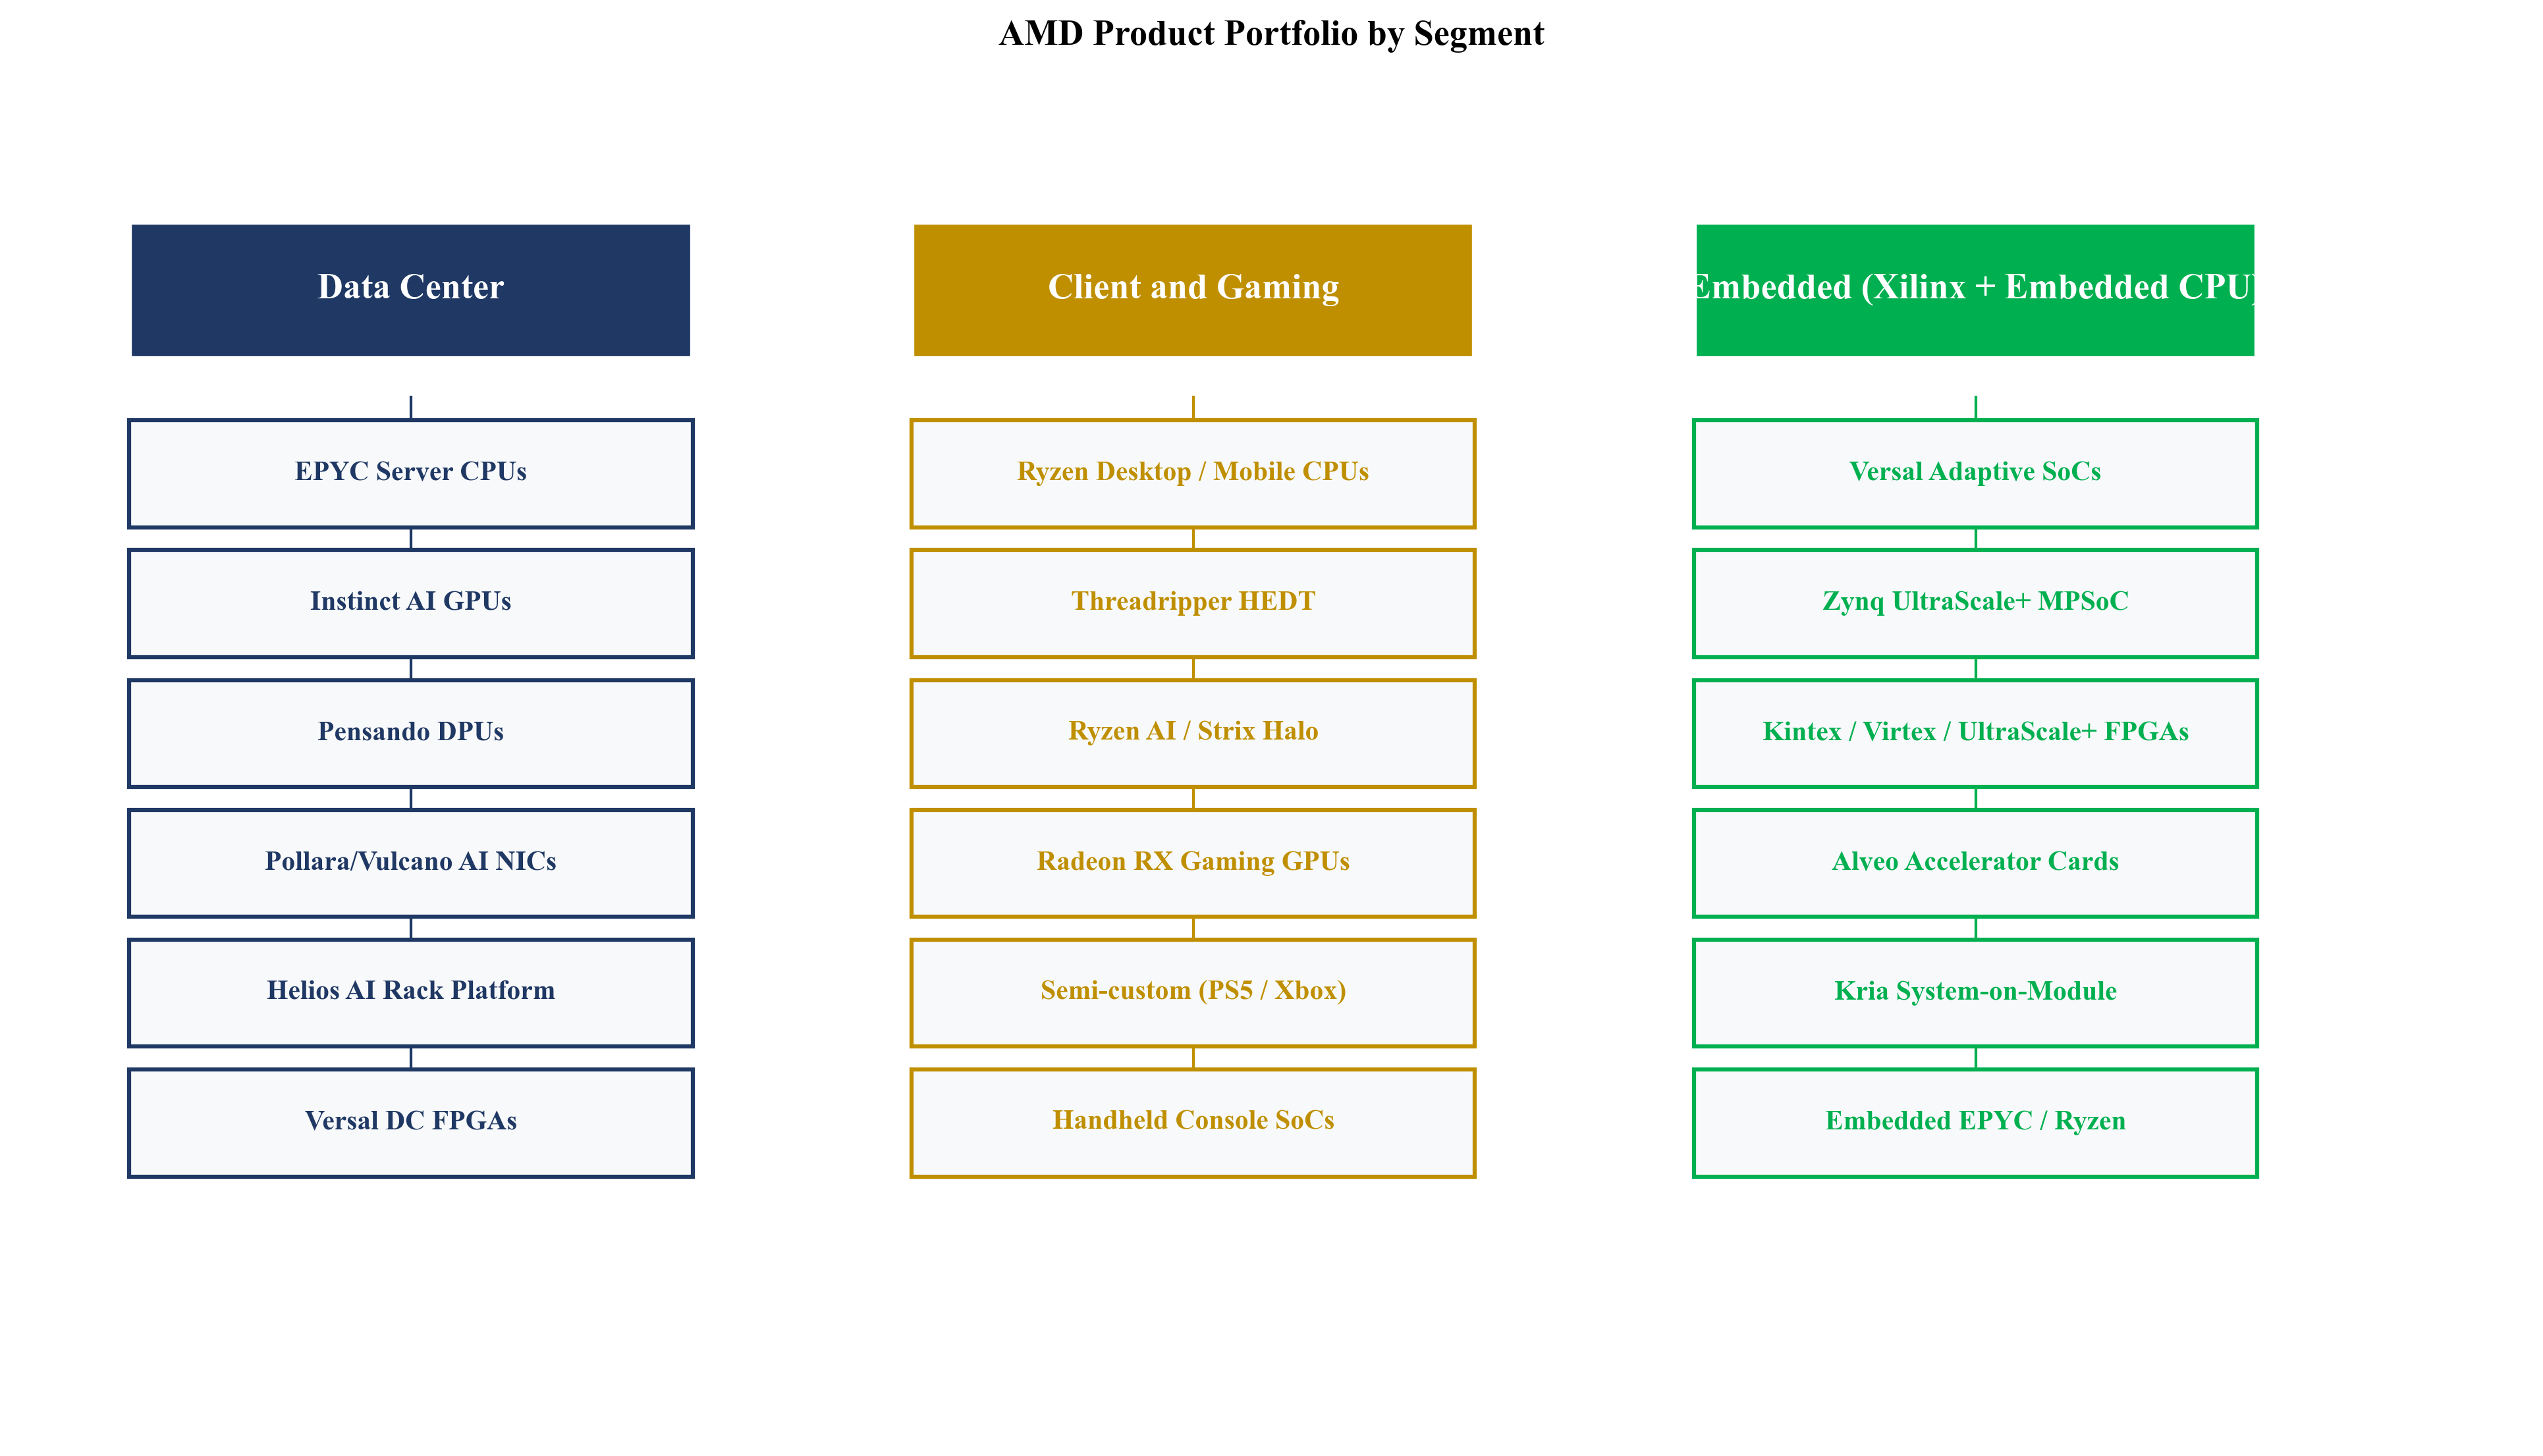 AMD Product Portfolio by Segment
Data Center
EPYC Server CPUs
Instinct AI GPUs
Pensando DPUs
Pollara/Vulcano AI NICs
Helios AI Rack Platform
Versal DC FPGAs
Client and Gaming
Ryzen Desktop / Mobile CPUs
Threadripper HEDT
Ryzen AI / Strix Halo
Radeon RX Gaming GPUs
Semi-custom (PS5 / Xbox)
Handheld Console SoCs
Embedded (Xilinx + Embedded CPU)
Versal Adaptive SoCs
Zynq UltraScale+ MPSoC
Kintex / Virtex / UltraScale+ FPGAs
Alveo Accelerator Cards
Kria System-on-Module
Embedded EPYC / Ryzen